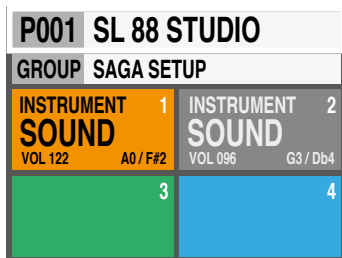 P001 SL 88 STUDIO
GROUP SAGA SETUP
INSTRUMENT 1 INSTRUMENT 2
SOUND SOUND
VOL 122 A0 / F#2 VOL 096 G3 / Db4
3 4